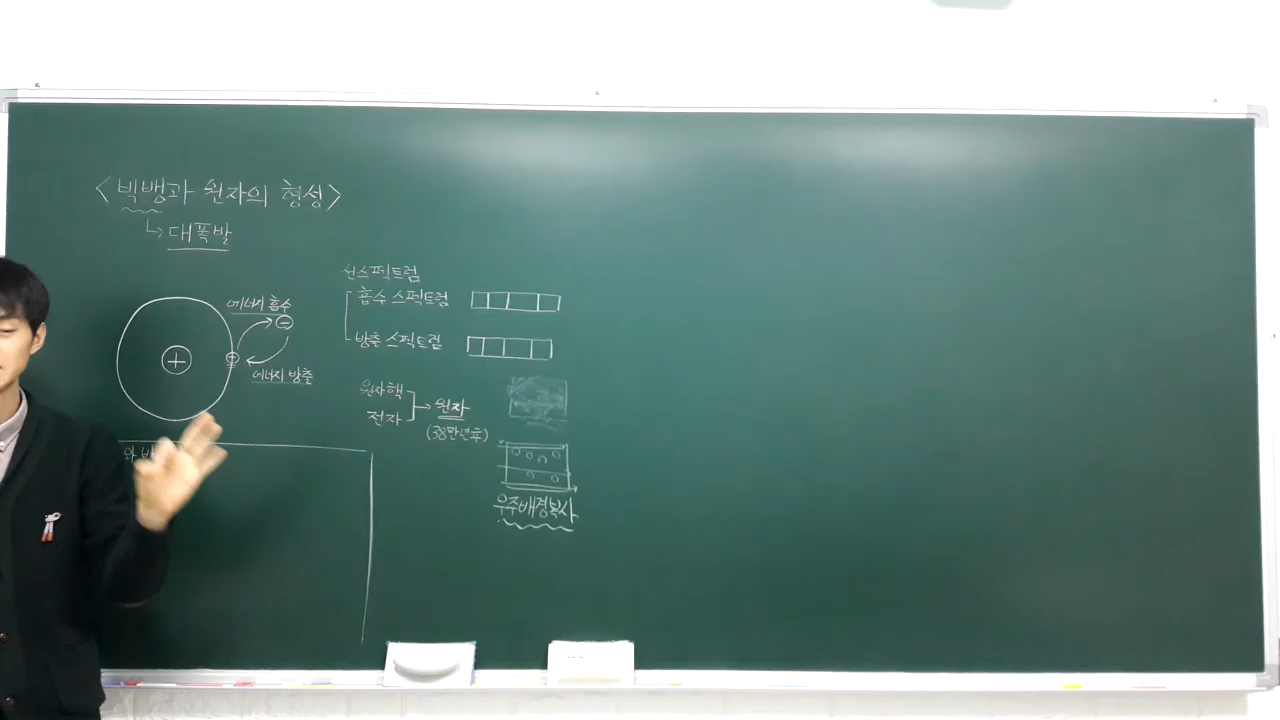 <빅뱅과 원자의 형성>
↳ 대폭발
에너지 흡수
⊖
+
⊖
에너지 방출
선스펙트럼
흡수 스펙트럼
방출 스펙트럼
원자핵
전자
→ 원자
(38만년후)
우주배경복사